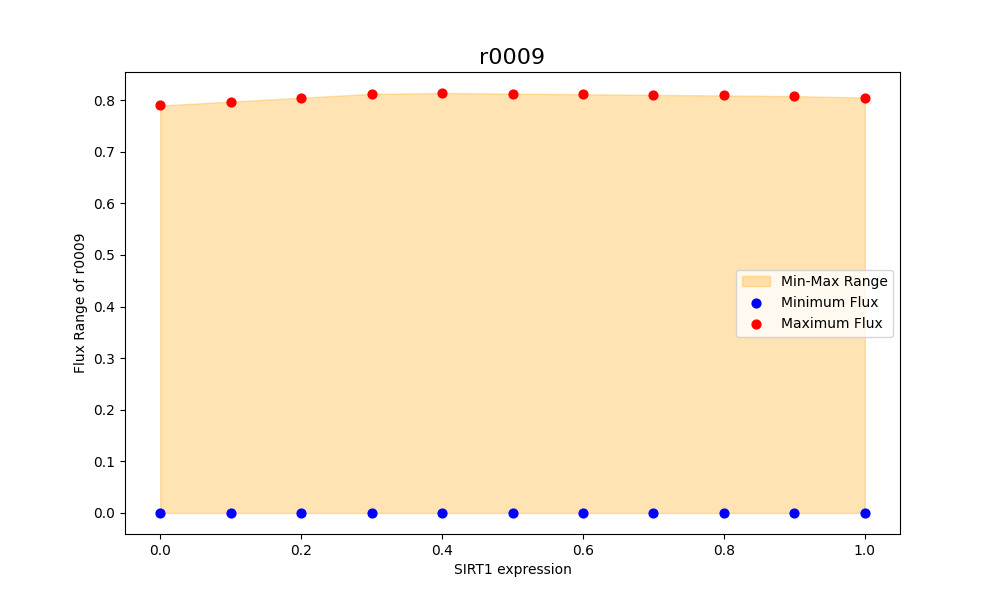 r0009
Flux Range of r0009
0.8
0.7
0.6
0.5
0.4
0.3
0.2
0.1
0.0
Min-Max Range
Minimum Flux
Maximum Flux
0.0 0.2 0.4 0.6 0.8 1.0
SIRT1 expression